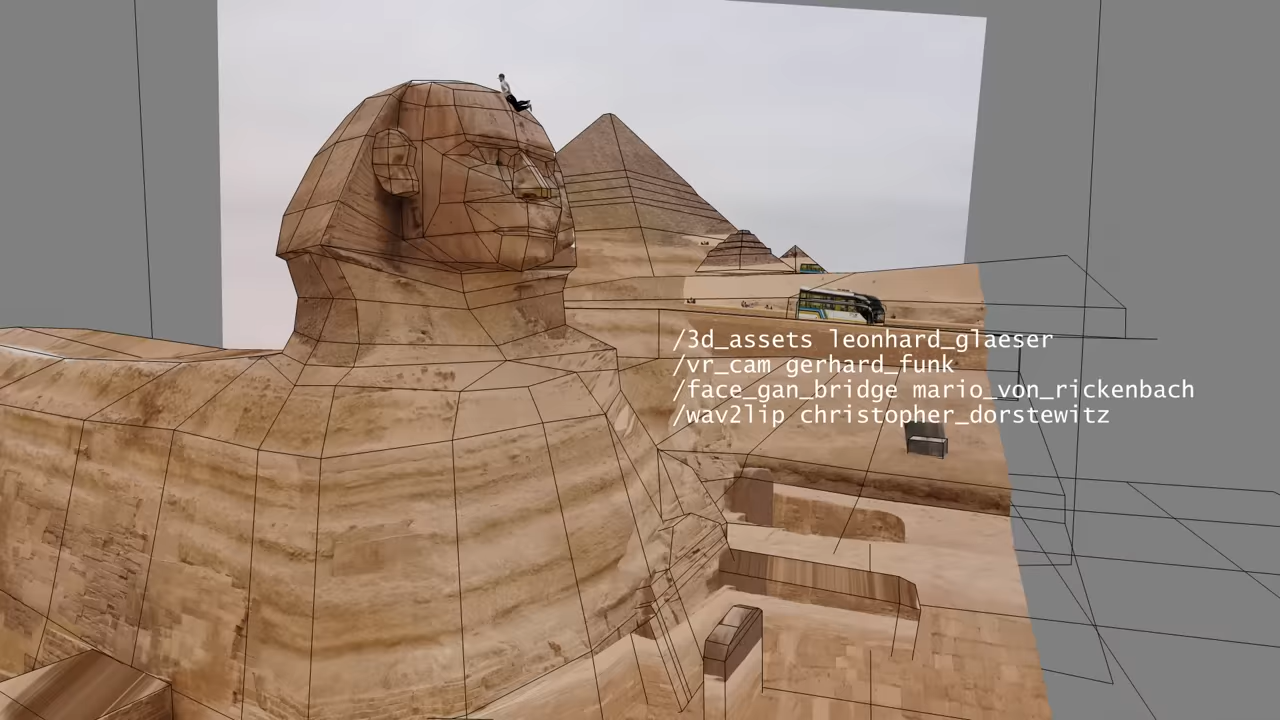 /3d_assets leonhard_glaeser
/vr_cam gerhard_funk
/face_gan_bridge mario_von_rickenbach
/wav2lip christopher_dorstewitz